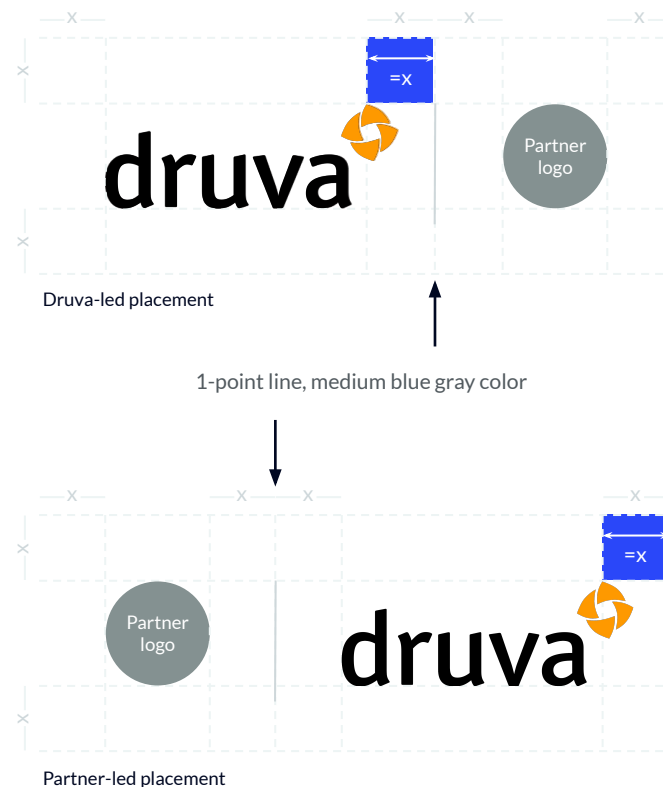 x x x x
x
=x
druva
Partner
logo
x
Druva-led placement
1-point line, medium blue gray color
x x x x
x
=x
Partner
logo
druva
x
Partner-led placement